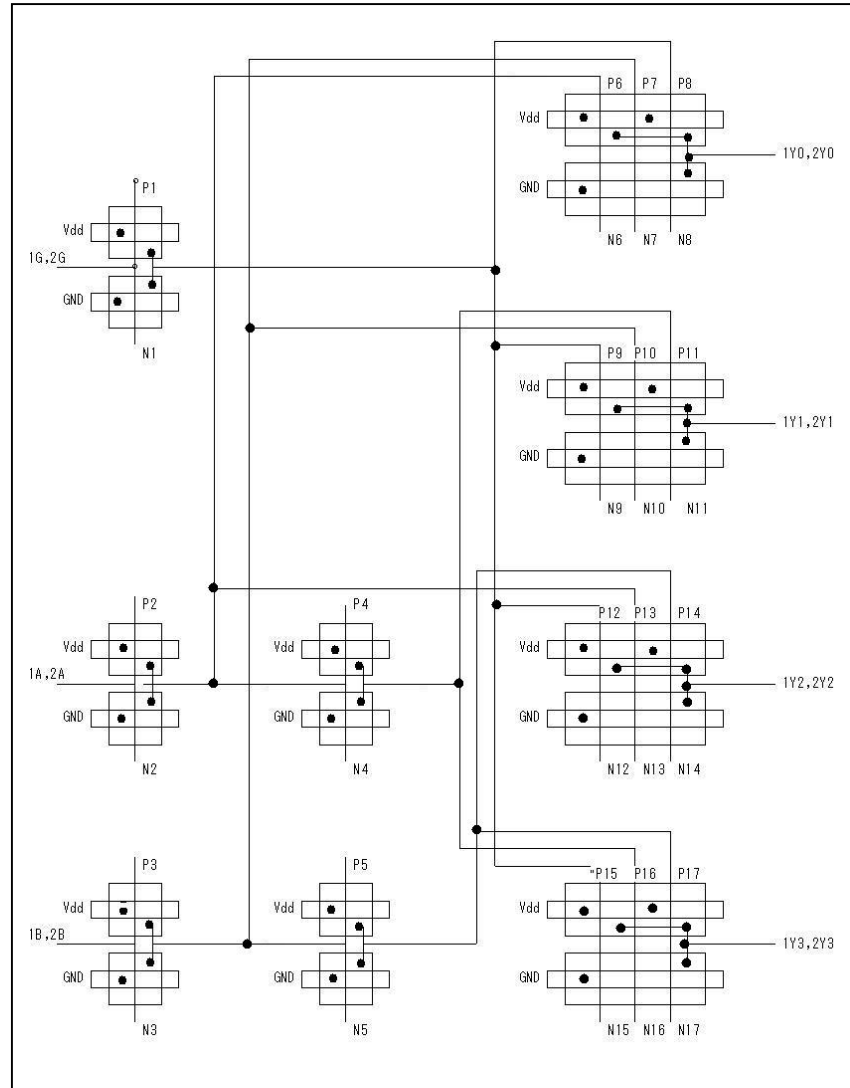 P6 P7 P8
Vdd
1Y0,2Y0
P1
GND
Vdd
N6 N7 N8
1G,2G
GND
N1
P9 P10 P11
Vdd
1Y1,2Y1
GND
N9 N10 N11
P2 P4
P12 P13 P14
Vdd Vdd Vdd
1A,2A
1Y2,2Y2
GND GND GND
N2 N4 N12 N13 N14
P3 P5 "P15 P16 P17
Vdd Vdd Vdd
1B,2B
1Y3,2Y3
GND GND GND
N3 N5 N15 N16 N17